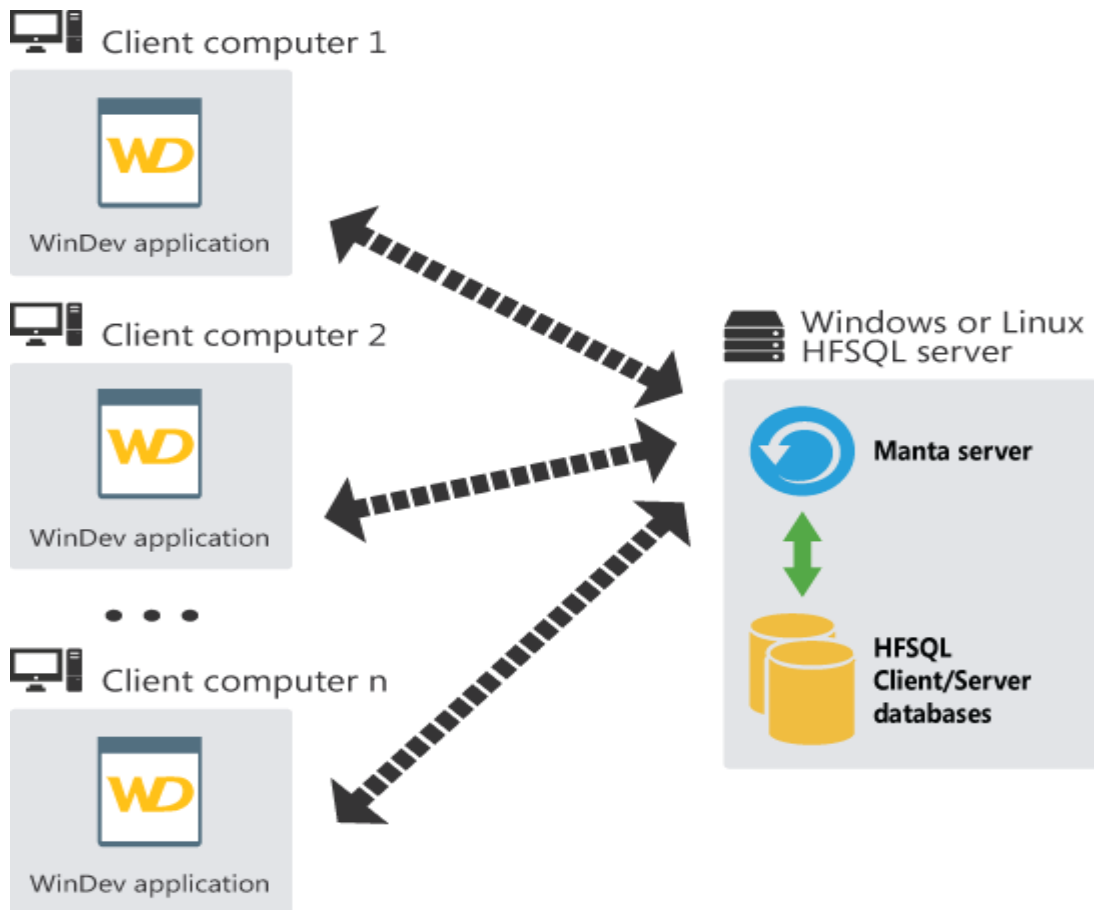 Client computer 1
WD
WinDev application
Client computer 2
WD
WinDev application
Client computer n
WD
WinDev application
Windows or Linux
HFSQL server
Manta server
HFSQL
Client/Server
databases